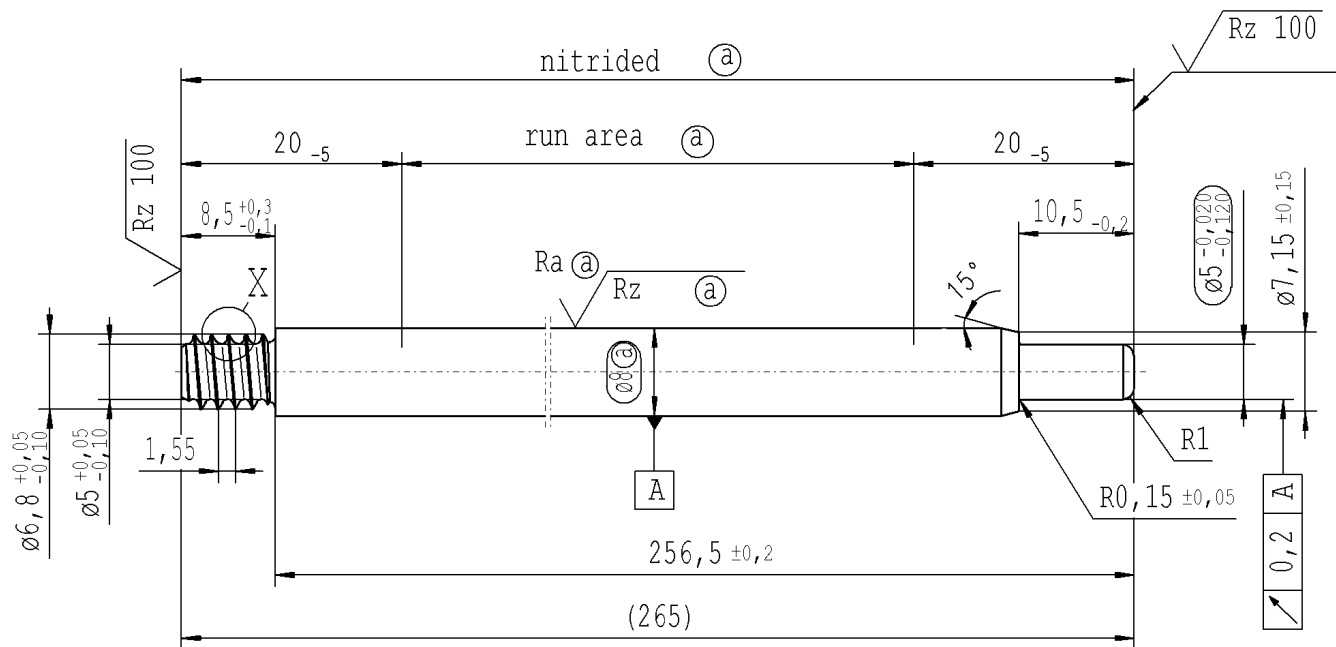 Rz 100
nitrided ⓐ
run area ⓐ
20 -5
20 -5
Rz 100
8,5 +0,3 -0,1
10,5 -0,2
ø5 -0,020 -0,120
ø7,15 ±0,15
Ra ⓐ
Rz ⓐ
X
15°
ø8 ⓐ
ø6,8 +0,05 -0,10
ø5 +0,05 -0,10
1,55
A
R1
R0,15 ±0,05
0,2 A
256,5 ±0,2
(265)